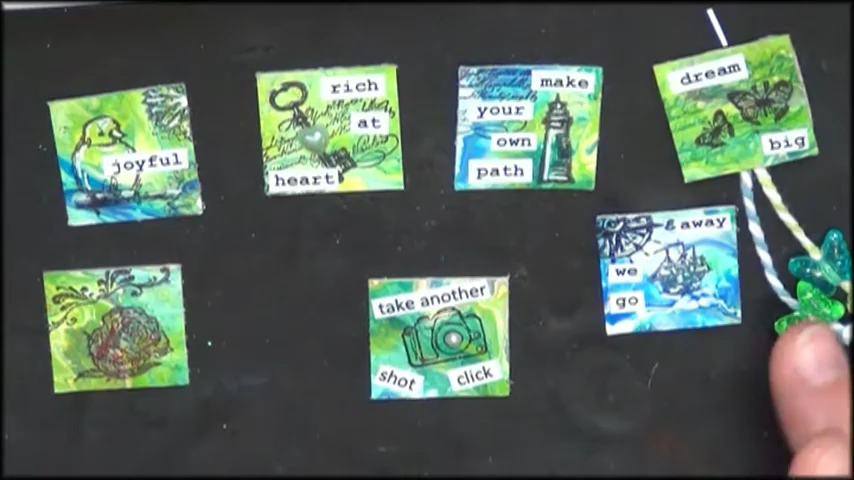 joyful
rich
at
heart
make
your
own
path
dream
big
away
we
go
take another
shot click